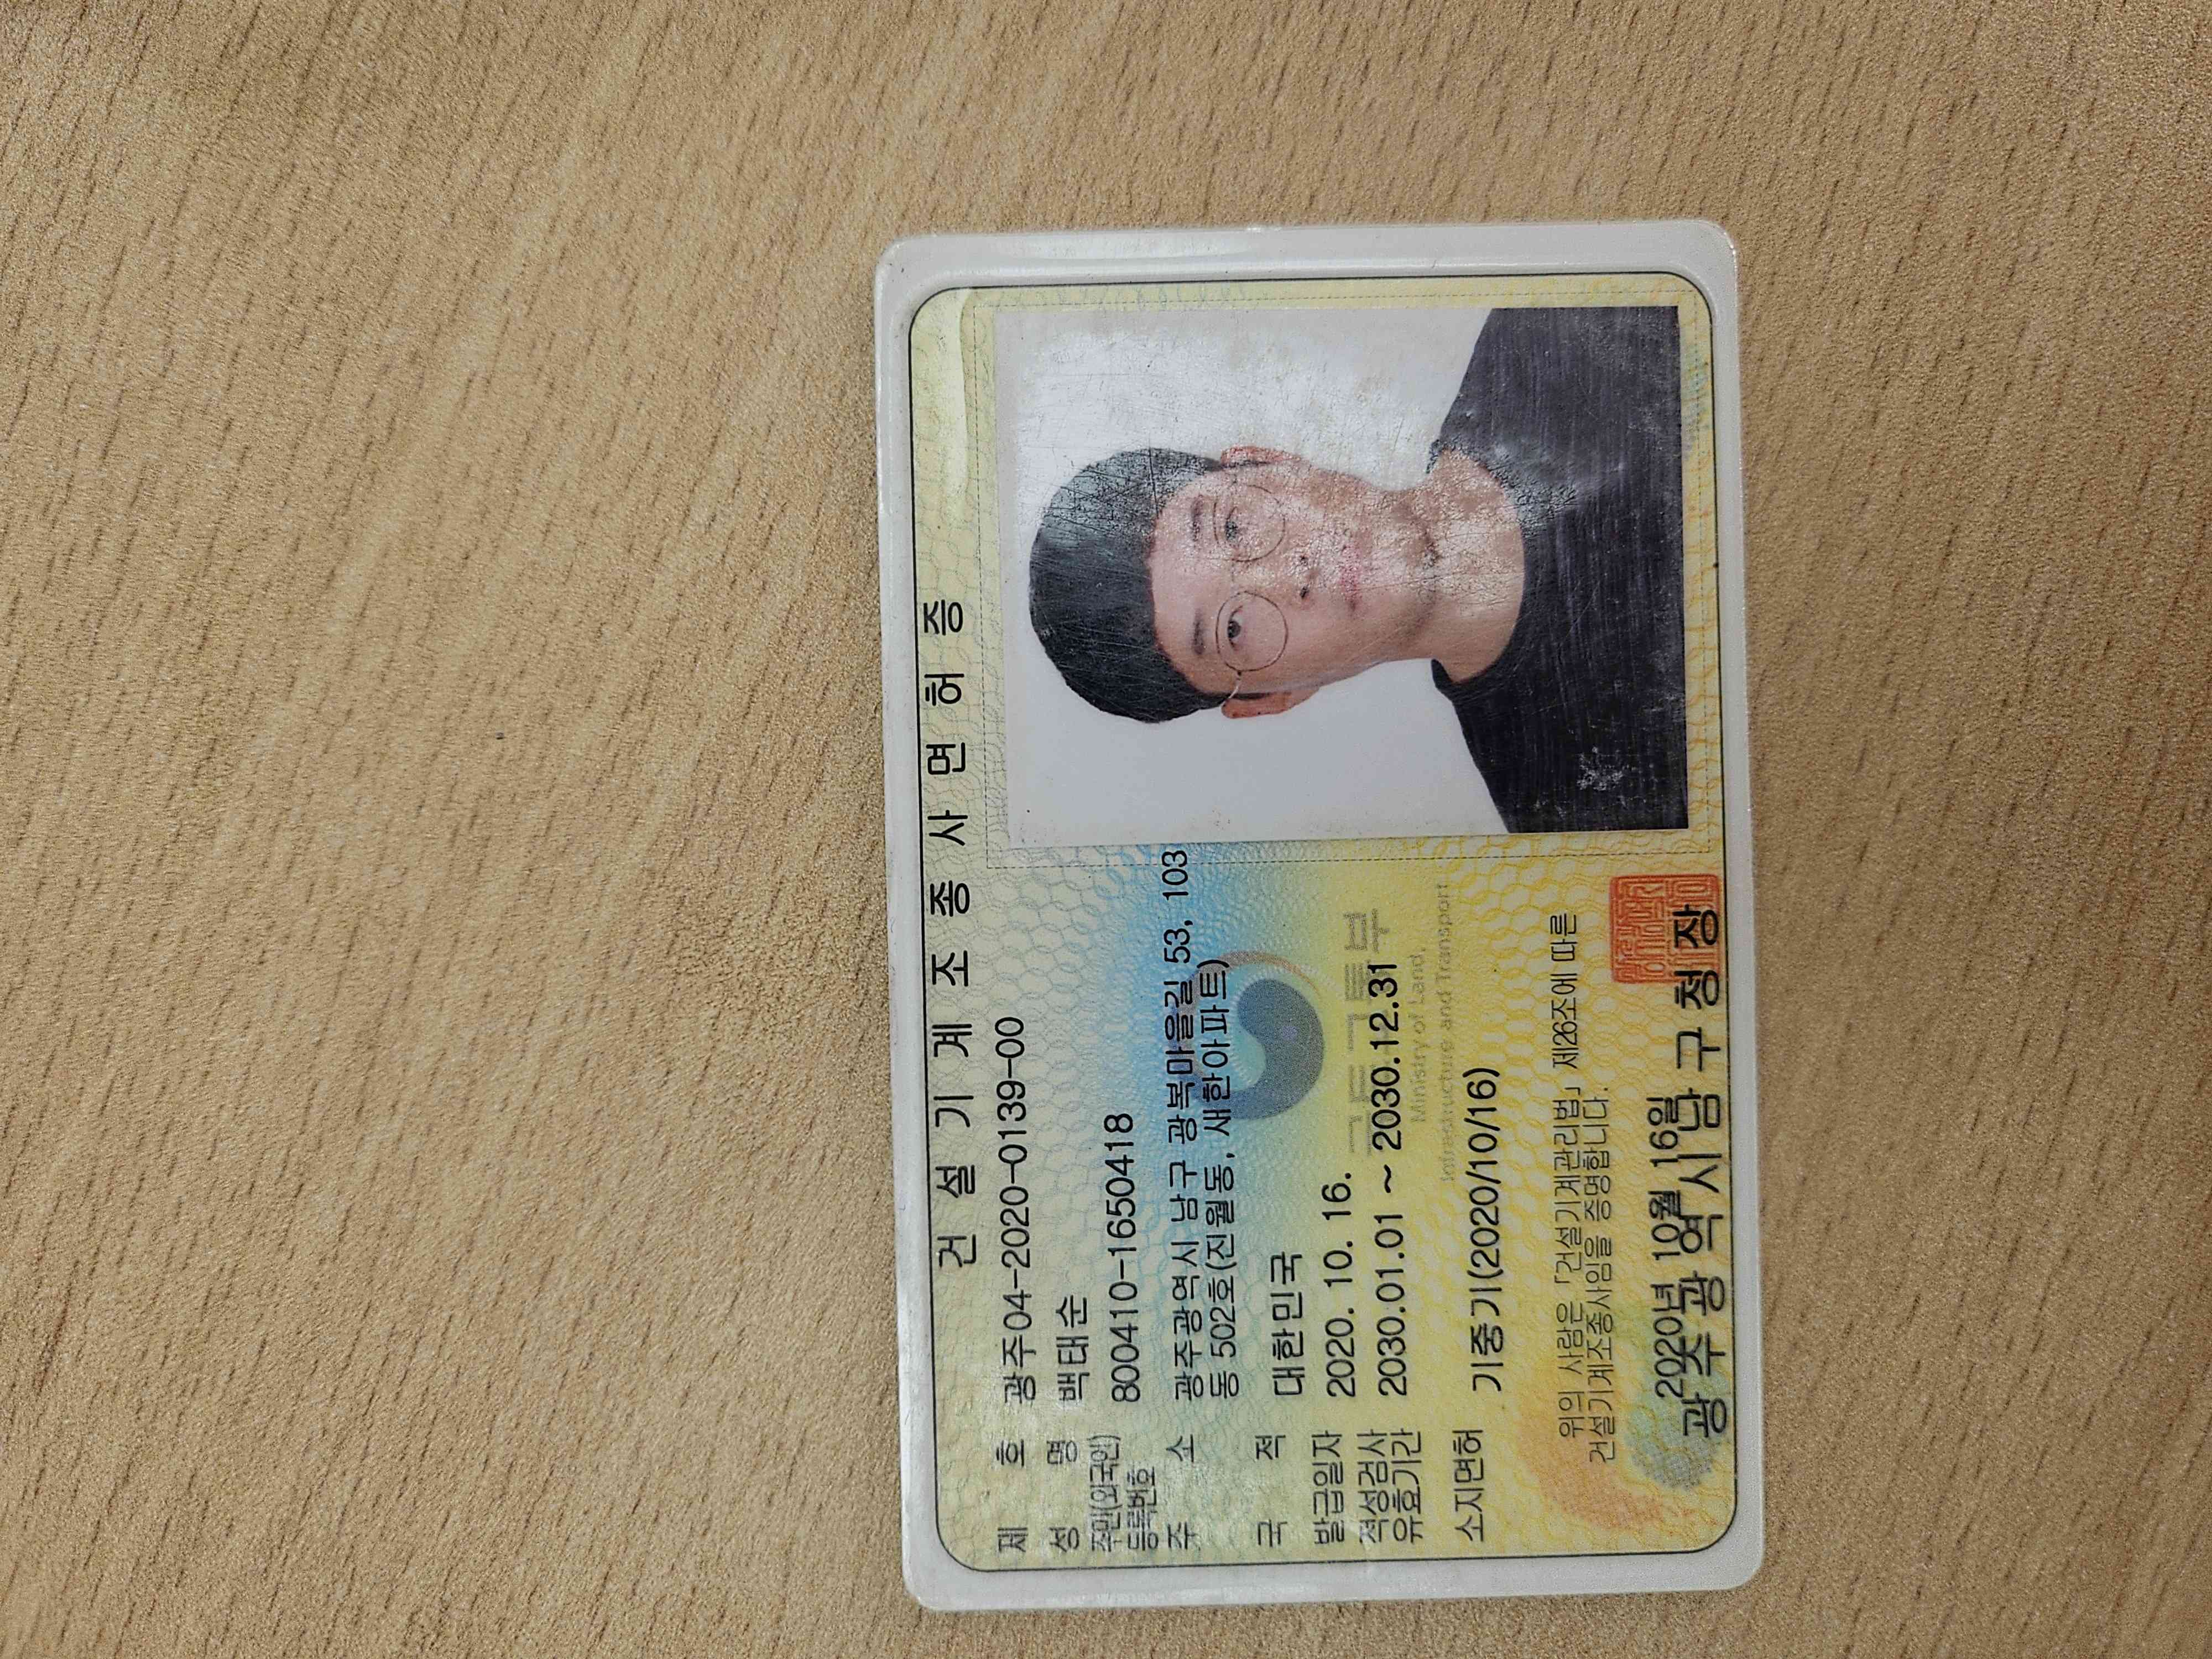 건설기계조종사면허증
제 호 광주04-2020-0139-00
성 명 백태순
주민(외국인)등록번호 800410-1650418
주 소 광주광역시 남구 광복마을길 53, 103
동 502호(진월동, 새한아파트)
국 적 대한민국
발급일자 2020. 10. 16.
적성검사
유효기간 2030.01.01 ~ 2030.12.31
국토교통부
Ministry of Land,
Infrastructure and Transport
소지면허 기중기(2020/10/16)
위의 사람은 「건설기계관리법」 제26조에 따른
건설기계조종사임을 증명합니다.
2020년 10월 16일
광주광역시남구청장